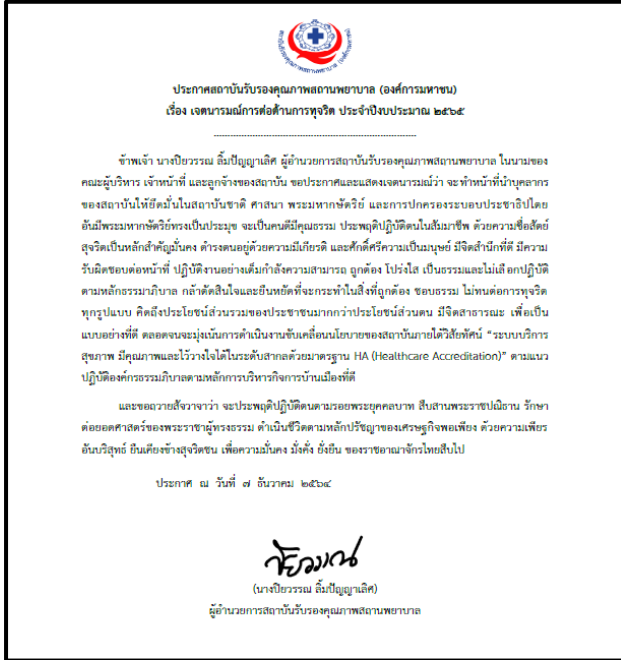 ประกาศสถาบันรับรองคุณภาพสถานพยาบาล (องค์การมหาชน)
เรื่อง เจตนารมณ์การต่อต้านการทุจริต ประจำปีงบประมาณ ๒๕๖๕
ข้าพเจ้า นางปิยวรรณ ลิ้มปัญญาเลิศ ผู้อำนวยการสถาบันรับรองคุณภาพสถานพยาบาล ในนามของ
คณะผู้บริหาร เจ้าหน้าที่ และลูกจ้างของสถาบัน ขอประกาศและแสดงเจตนารมณ์ว่า จะทำหน้าที่นำบุคลากร
ของสถาบันให้ยึดมั่นในสถาบันชาติ ศาสนา พระมหากษัตริย์ และการปกครองระบอบประชาธิปไตย
อันมีพระมหากษัตริย์ทรงเป็นประมุข จะเป็นคนดีมีคุณธรรม ประพฤติปฏิบัติตนในสัมมาชีพ ด้วยความซื่อสัตย์
สุจริตเป็นหลักสำคัญมั่นคง ดำรงตนอยู่ด้วยความมีเกียรติ และศักดิ์ศรีความเป็นมนุษย์ มีจิตสำนึกที่ดี มีความ
รับผิดชอบต่อหน้าที่ ปฏิบัติงานอย่างเต็มกำลังความสามารถ ถูกต้อง โปร่งใส เป็นธรรมและไม่เลือกปฏิบัติ
ตามหลักธรรมาภิบาล กล้าตัดสินใจและยืนหยัดที่จะกระทำในสิ่งที่ถูกต้อง ชอบธรรม ไม่ทนต่อการทุจริต
ทุกรูปแบบ คิดถึงประโยชน์ส่วนรวมของประชาชนมากกว่าประโยชน์ส่วนตน มีจิตสาธารณะ เพื่อเป็น
แบบอย่างที่ดี ตลอดจนจะมุ่งเน้นการดำเนินงานขับเคลื่อนนโยบายของสถาบันภายใต้วิสัยทัศน์ "ระบบบริการ
สุขภาพ มีคุณภาพและไว้วางใจได้ในระดับสากลด้วยมาตรฐาน HA (Healthcare Accreditation)" ตามแนว
ปฏิบัติองค์กรธรรมาภิบาลตามหลักการบริหารกิจการบ้านเมืองที่ดี
และขอถวายสัจวาจาว่า จะประพฤติปฏิบัติตนตามรอยพระยุคลบาท สืบสานพระราชปณิธาน รักษา
ต่อยอดศาสตร์ของพระราชาผู้ทรงธรรม ดำเนินชีวิตตามหลักปรัชญาของเศรษฐกิจพอเพียง ด้วยความเพียร
อันบริสุทธ์ ยืนเคียงข้างสุจริตชน เพื่อความมั่นคง มั่งคั่ง ยั่งยืน ของราชอาณาจักรไทยสืบไป
ประกาศ ณ วันที่ ๗ ธันวาคม ๒๕๖๔
(นางปิยวรรณ ลิ้มปัญญาเลิศ)
ผู้อำนวยการสถาบันรับรองคุณภาพสถานพยาบาล